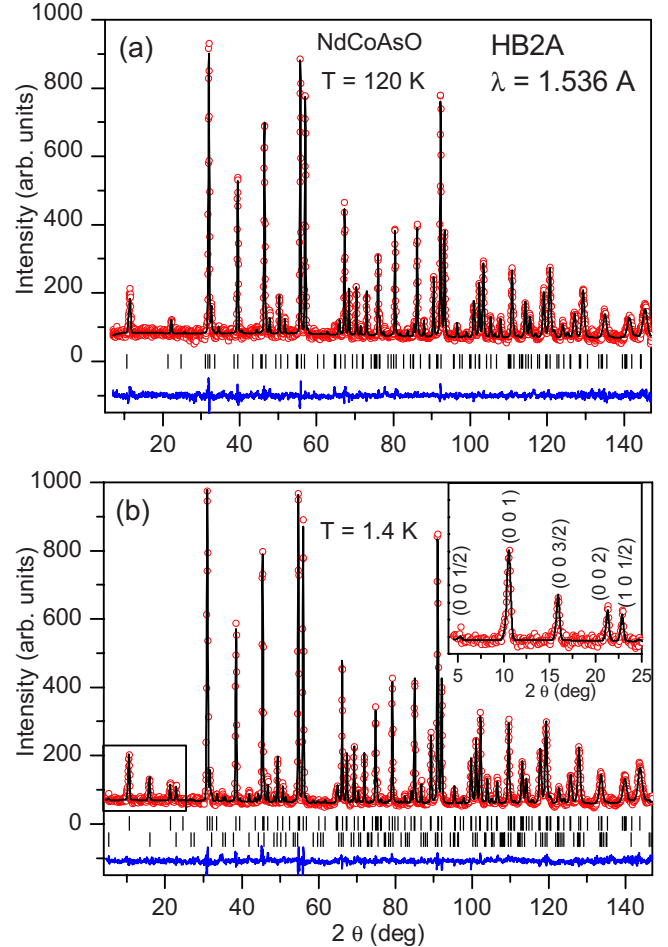 1000
(a)
NdCoAsO
HB2A
T = 120 K
λ = 1.536 A
800
600
400
200
0
Intensity (arb. units)
20 40 60 80 100 120 140
1000
(b)
T = 1.4 K
800
600
400
200
0
Intensity (arb. units)
(0 0 1/2)
(0 0 1)
(0 0 3/2)
(0 0 2)
(1 0 1/2)
5 10 15 20 25
2 θ (deg)
20 40 60 80 100 120 140
2 θ (deg)